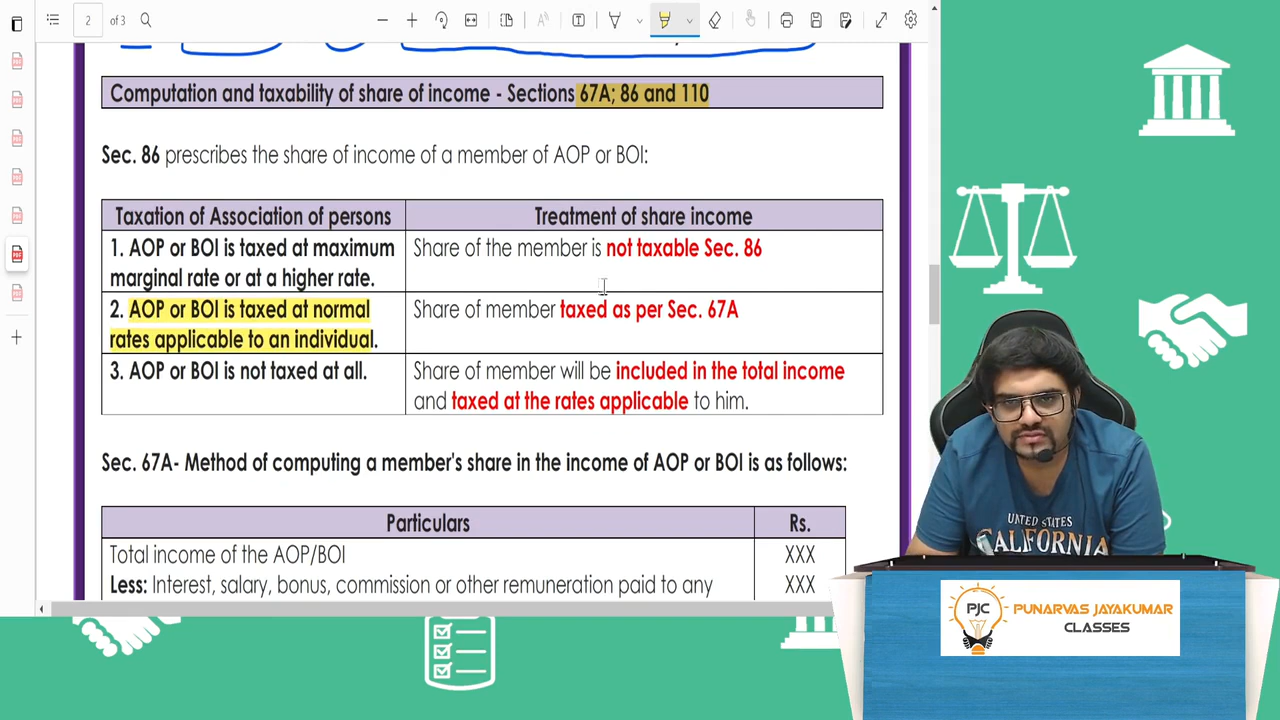 2 of 3
Computation and taxability of share of income - Sections 67A; 86 and 110
Sec. 86 prescribes the share of income of a member of AOP or BOI:
Taxation of Association of persons
Treatment of share income
1. AOP or BOI is taxed at maximum
marginal rate or at a higher rate.
Share of the member is not taxable Sec. 86
2. AOP or BOI is taxed at normal
rates applicable to an individual.
Share of member taxed as per Sec. 67A
3. AOP or BOI is not taxed at all.
Share of member will be included in the total income
and taxed at the rates applicable to him.
Sec. 67A- Method of computing a member's share in the income of AOP or BOI is as follows:
Particulars
Rs.
Total income of the AOP/BOI
XXX
Less: Interest, salary, bonus, commission or other remuneration paid to any
XXX
UNITED STATES
CALIFORNIA
PJC
PUNARVAS JAYAKUMAR
CLASSES